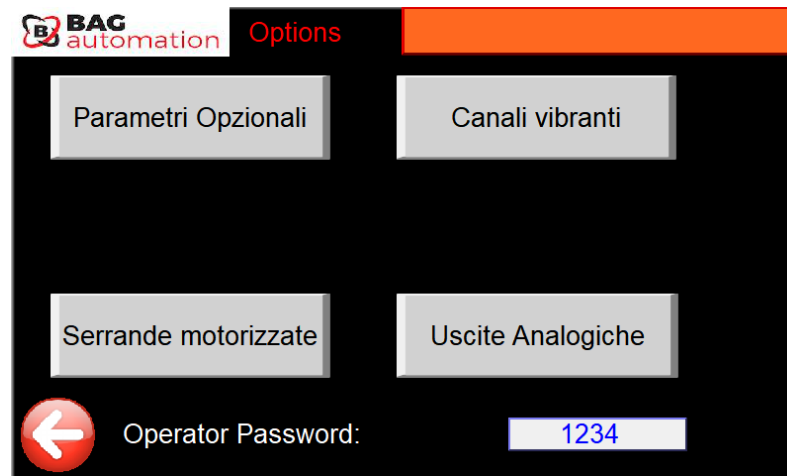 BAG
automation
Options
Parametri Opzionali
Canali vibranti
Serrande motorizzate
Uscite Analogiche
Operator Password:
1234